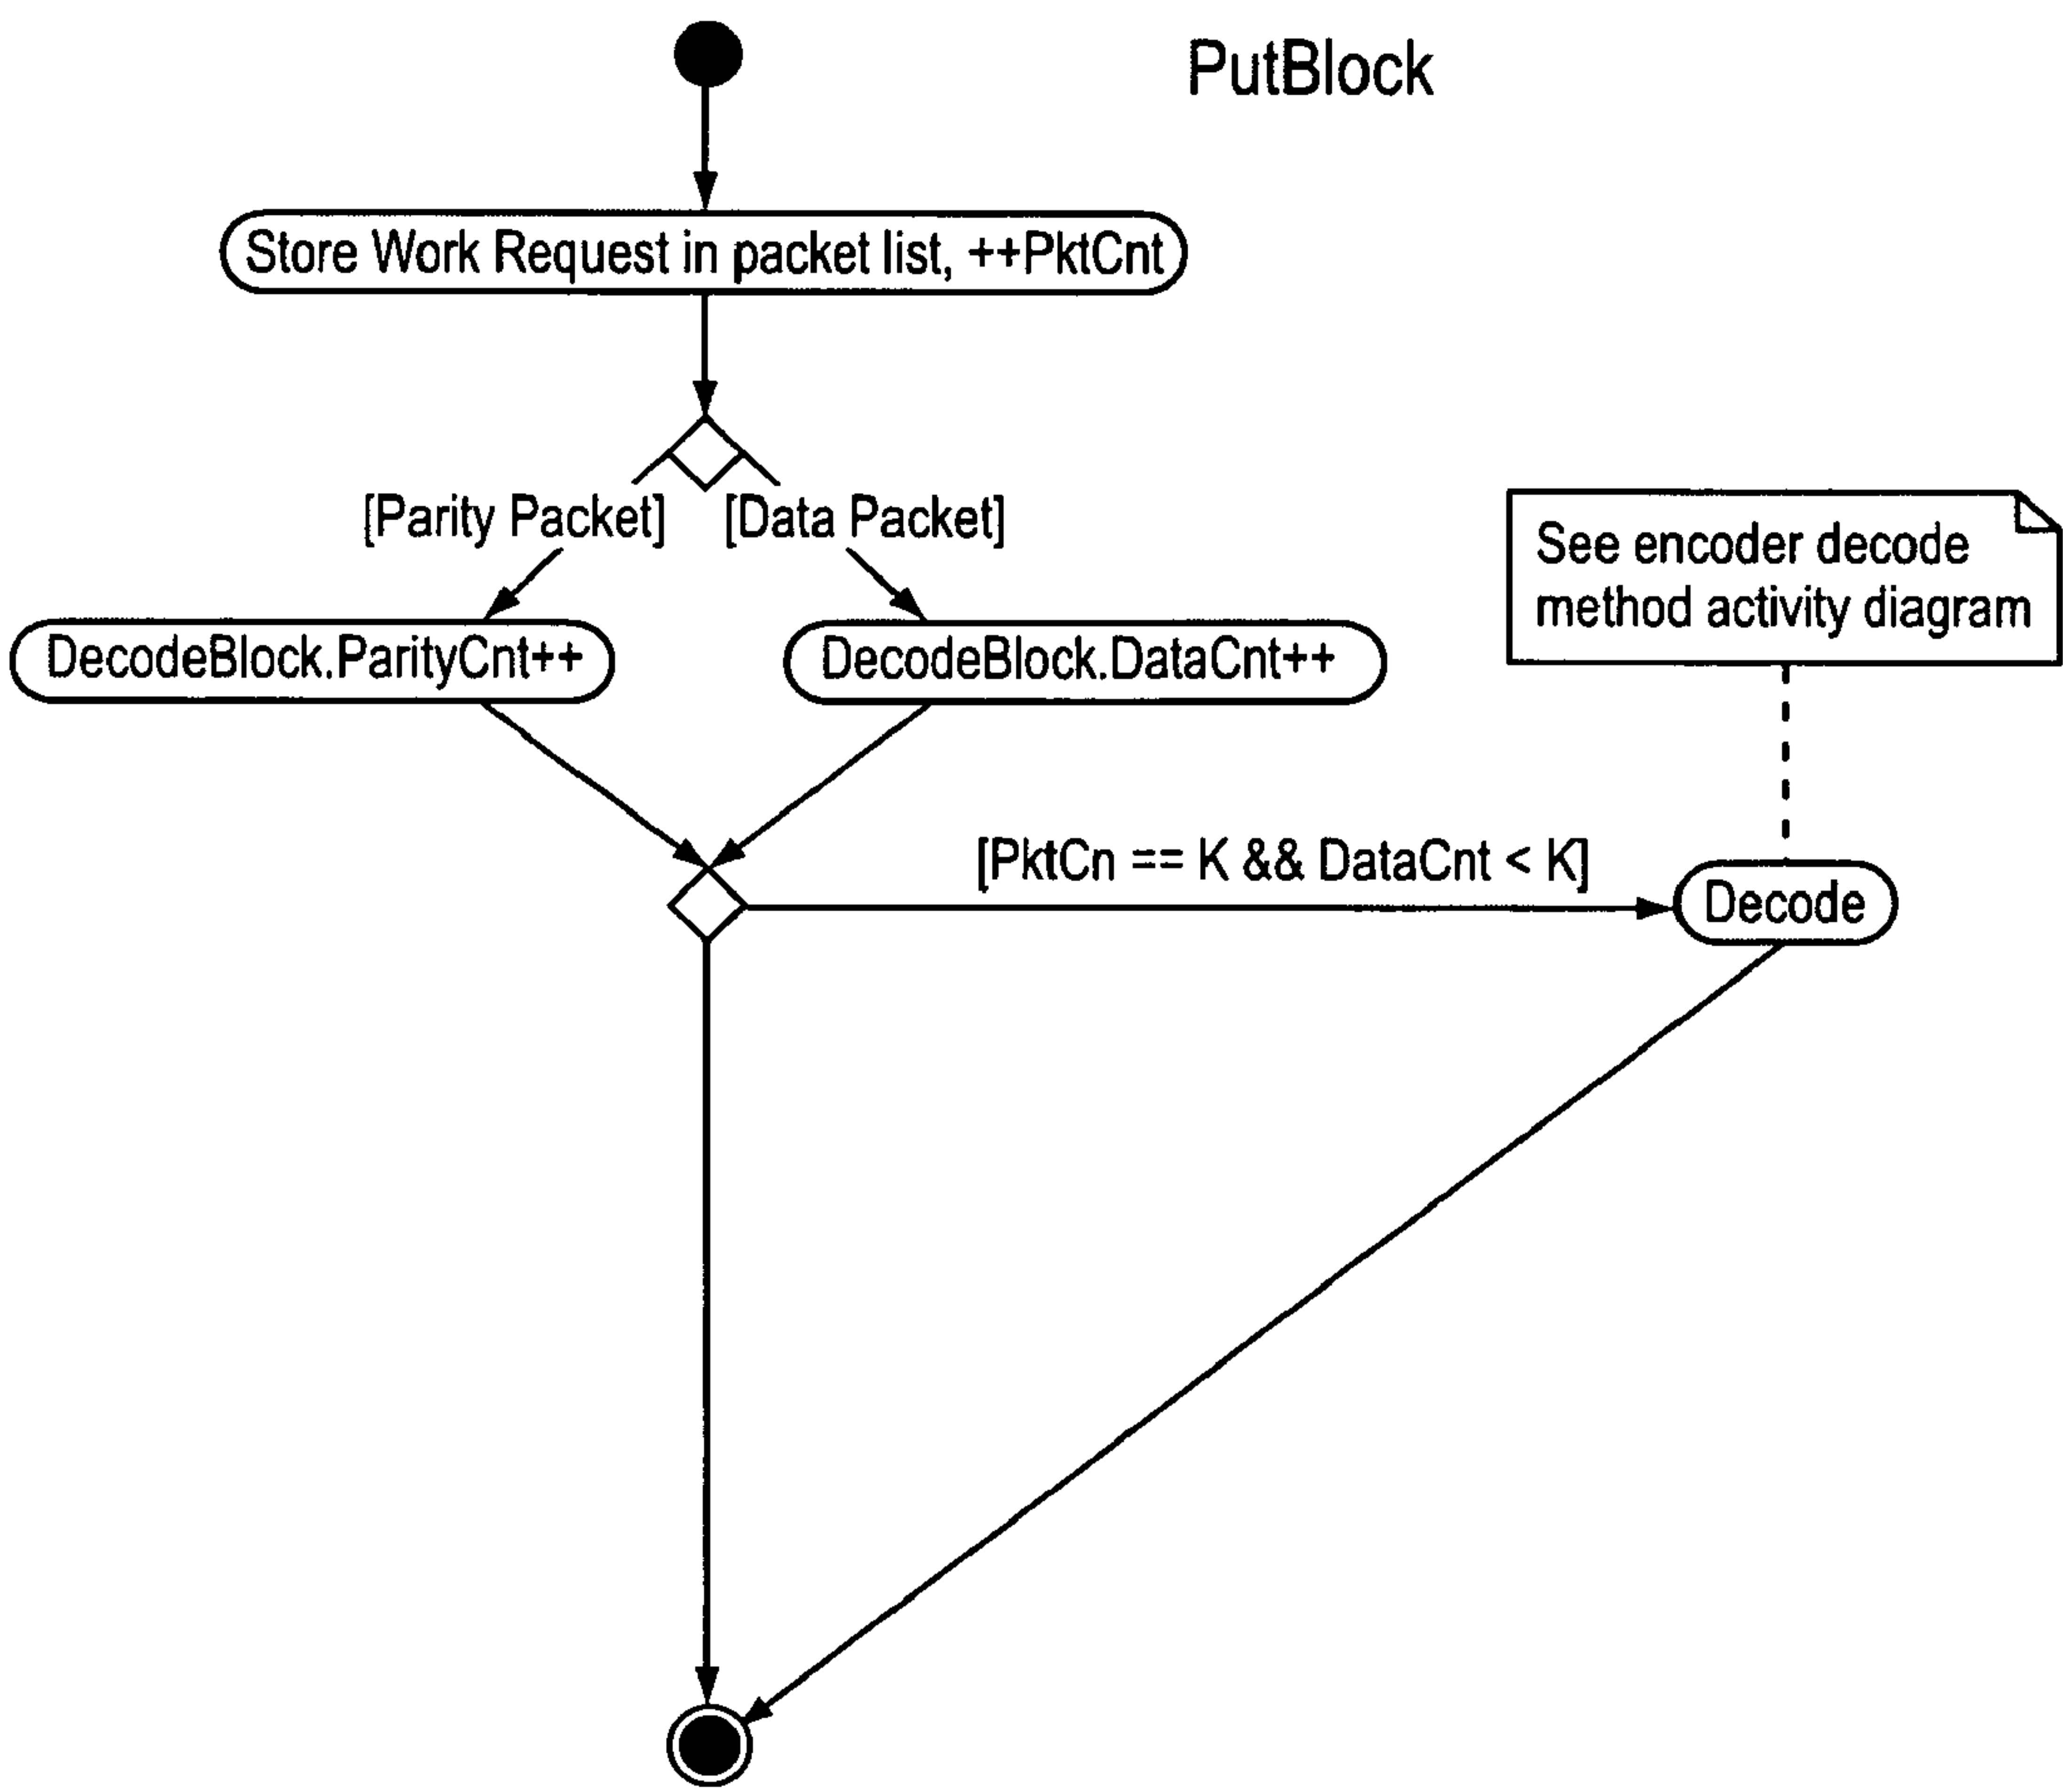 PutBlock
Store Work Request in packet list, ++PktCnt
[Parity Packet] [Data Packet]
See encoder decode
method activity diagram
DecodeBlock.ParityCnt++
DecodeBlock.DataCnt++
[PktCn == K && DataCnt < K]
Decode